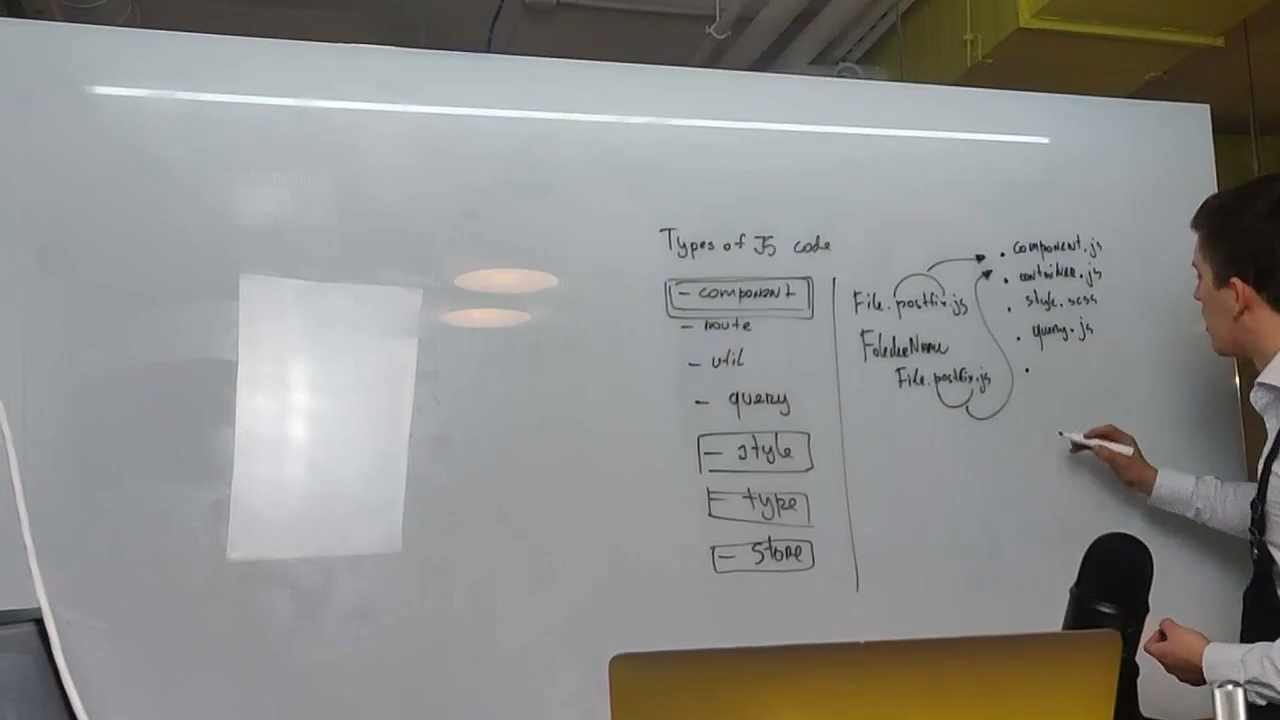 Types of JS code
- component
- route
- util
- query
- style
- type
- store
File.postfix.js
File.postfix.js
. component.js
. container.js
. style.scss
. query.js
.